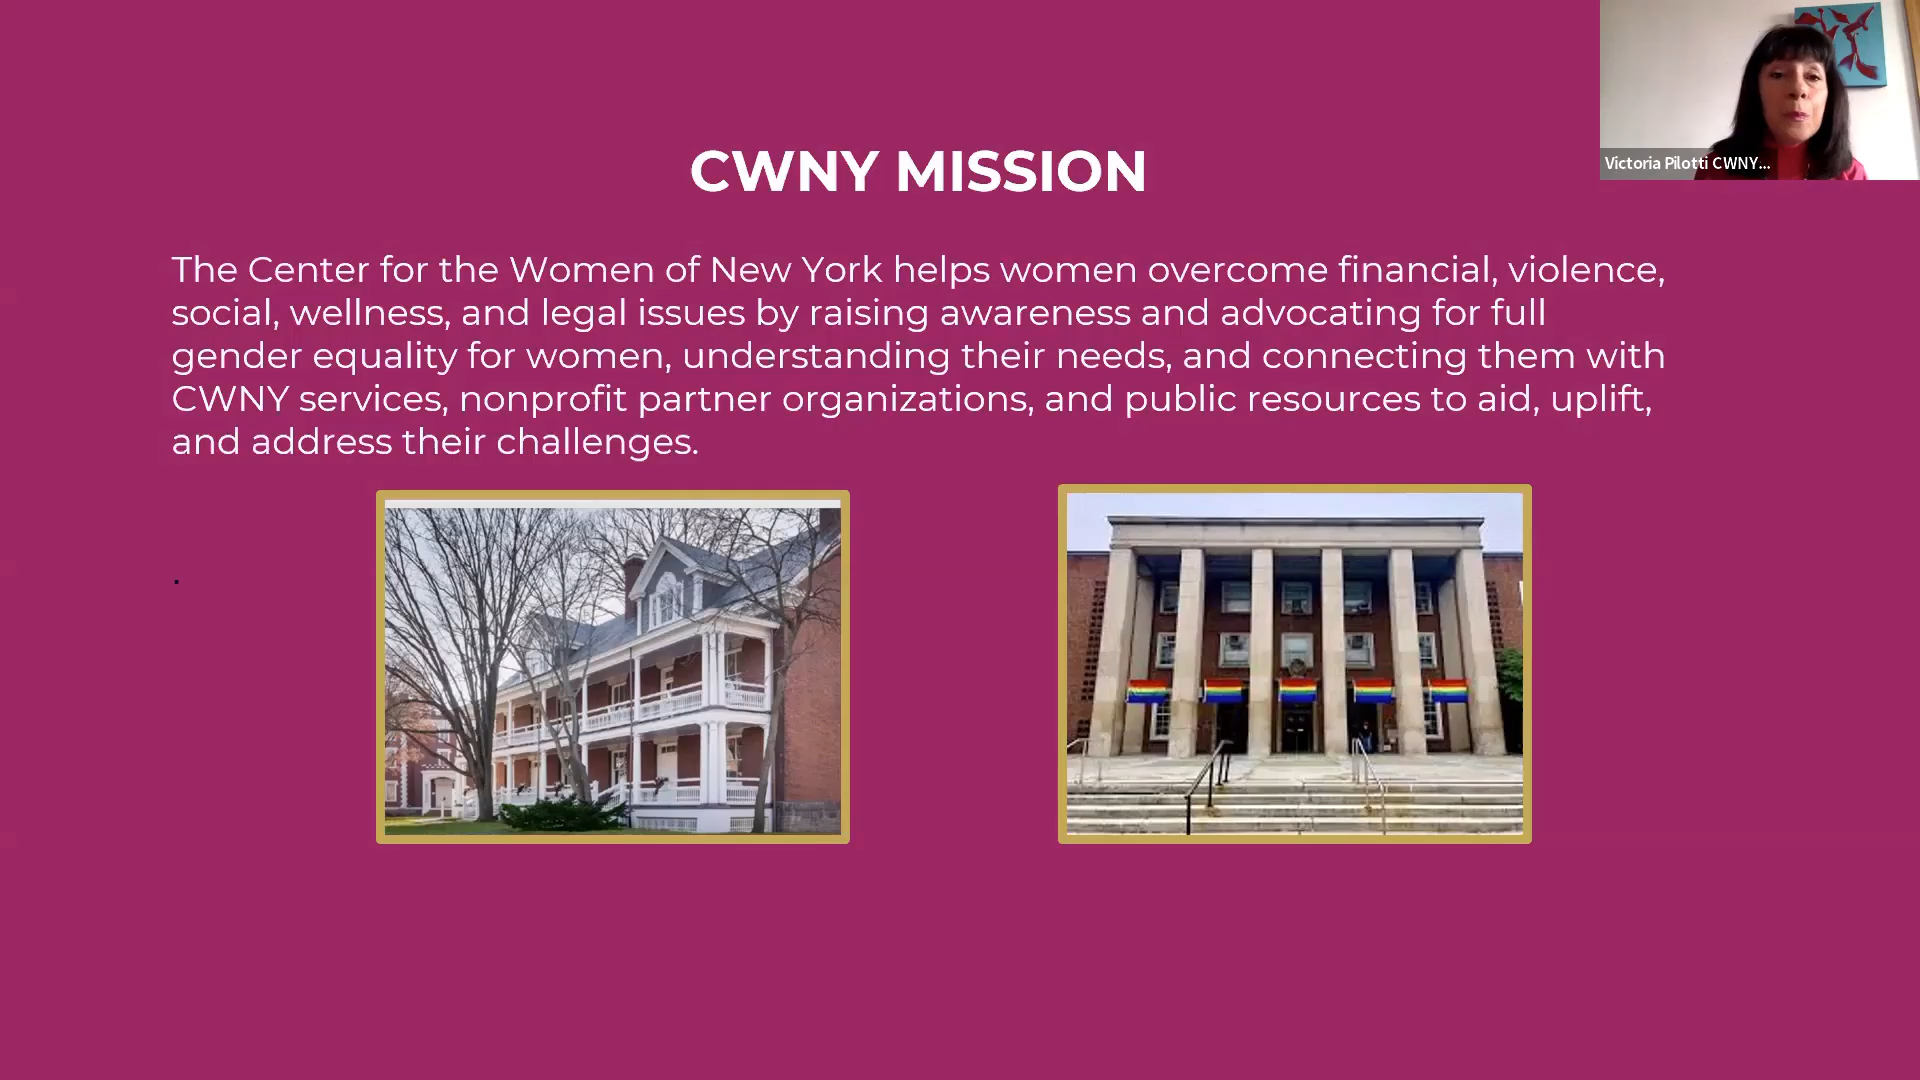 CWNY MISSION
The Center for the Women of New York helps women overcome financial, violence,
social, wellness, and legal issues by raising awareness and advocating for full
gender equality for women, understanding their needs, and connecting them with
CWNY services, nonprofit partner organizations, and public resources to aid, uplift,
and address their challenges.
.
Victoria Pilotti CWNY...